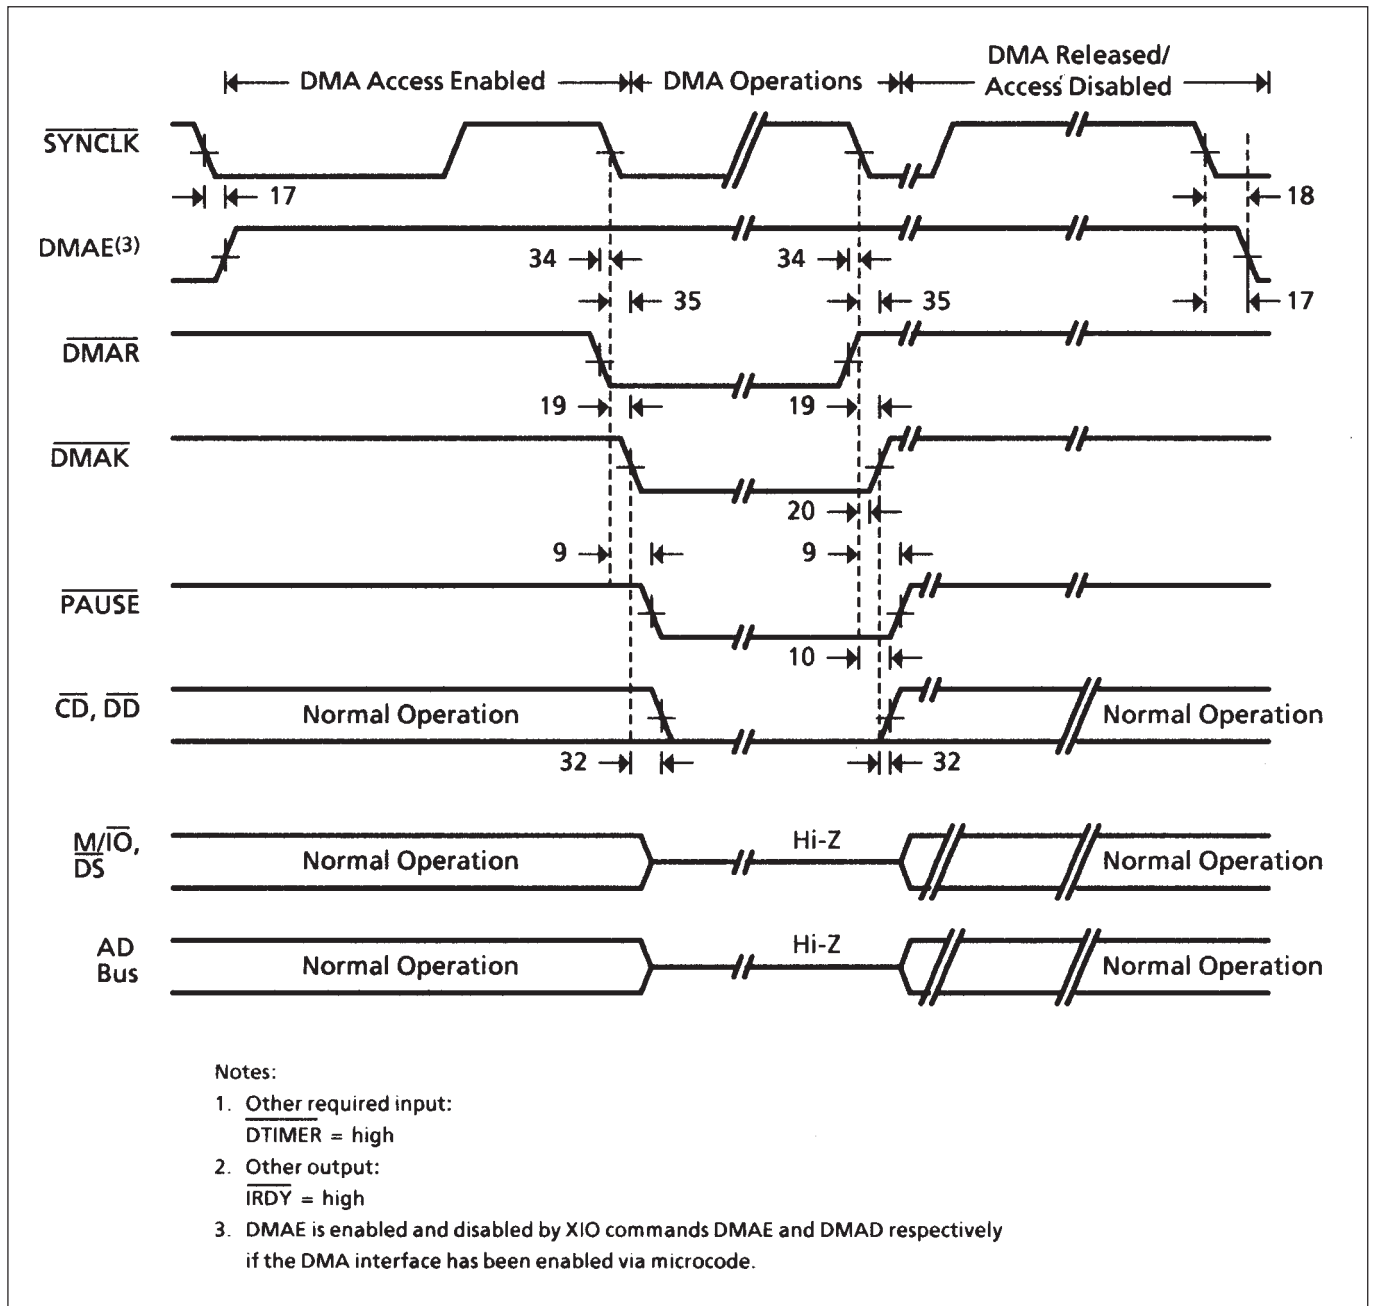 DMA Access Enabled DMA Operations DMA Released/
Access Disabled
SYNCLK
17 18
DMAE(3)
34 34
35 35 17
DMAR
19 19
DMAK
20
9 9
PAUSE
10
CD, DD Normal Operation Normal Operation
32 32
M/IO,
DS Normal Operation Hi-Z Normal Operation
AD
Bus Normal Operation Hi-Z Normal Operation
Notes:
1. Other required input:
DTIMER = high
2. Other output:
IRDY = high
3. DMAE is enabled and disabled by XIO commands DMAE and DMAD respectively
if the DMA interface has been enabled via microcode.